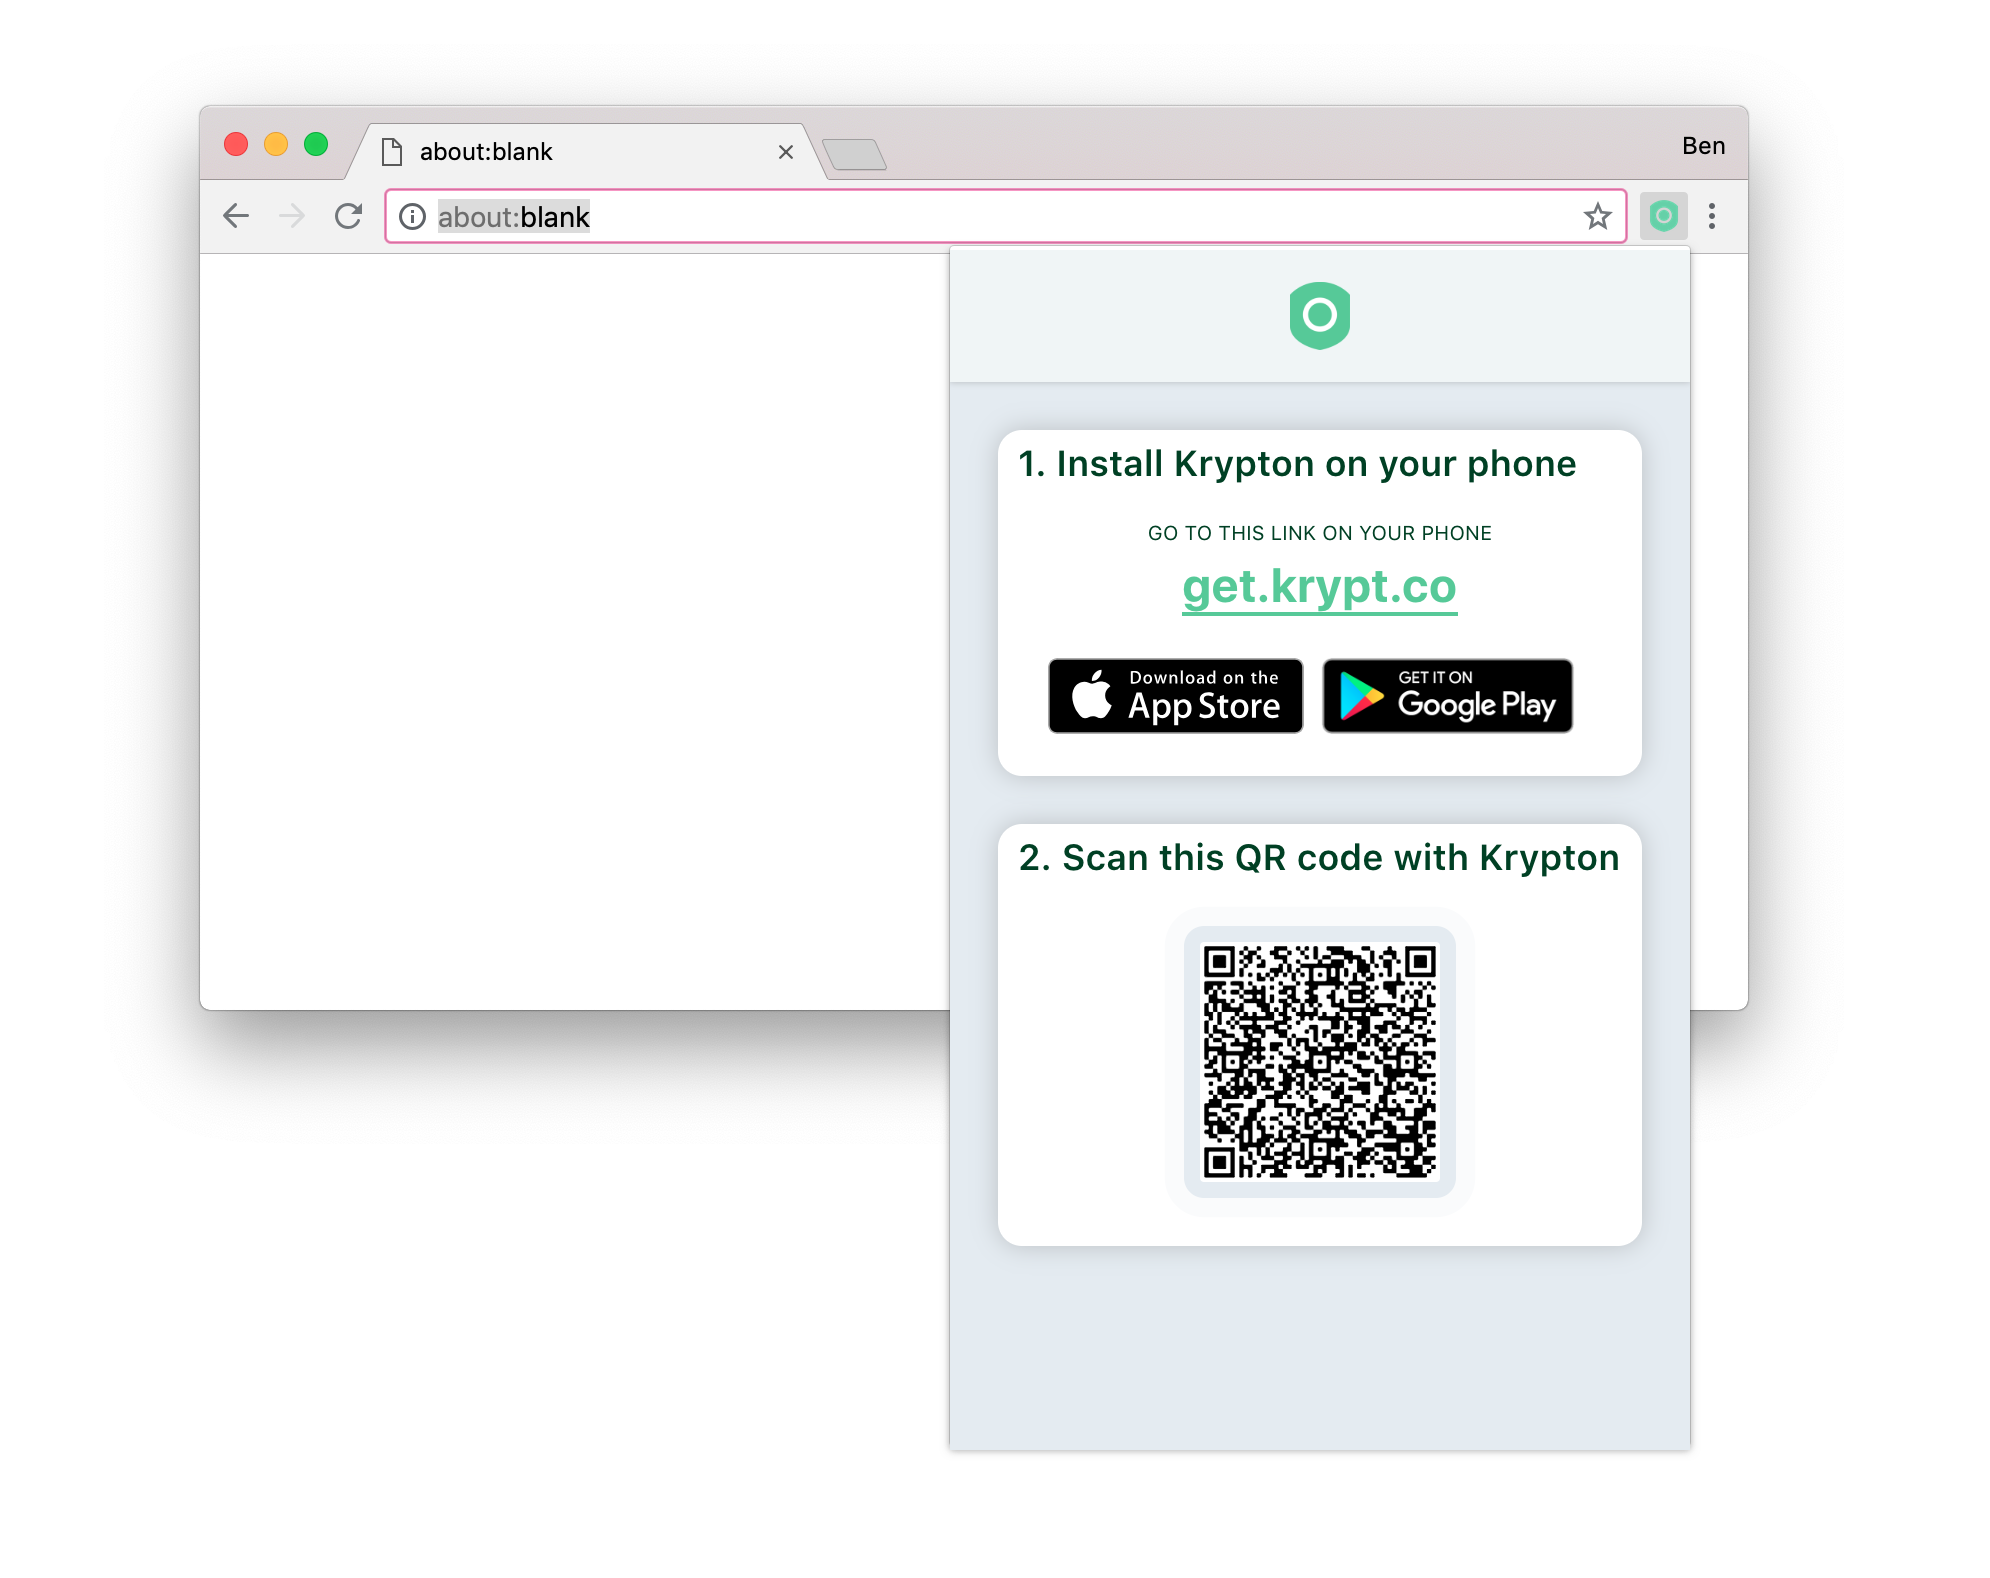 about:blank
Ben
about:blank
1. Install Krypton on your phone
GO TO THIS LINK ON YOUR PHONE
get.krypt.co
Download on the
App Store
GET IT ON
Google Play
2. Scan this QR code with Krypton